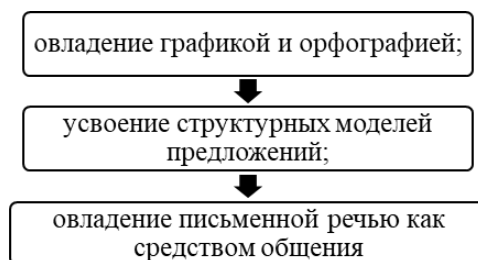 овладение графикой и орфографией;
усвоение структурных моделей
предложений;
овладение письменной речью как
средством общения